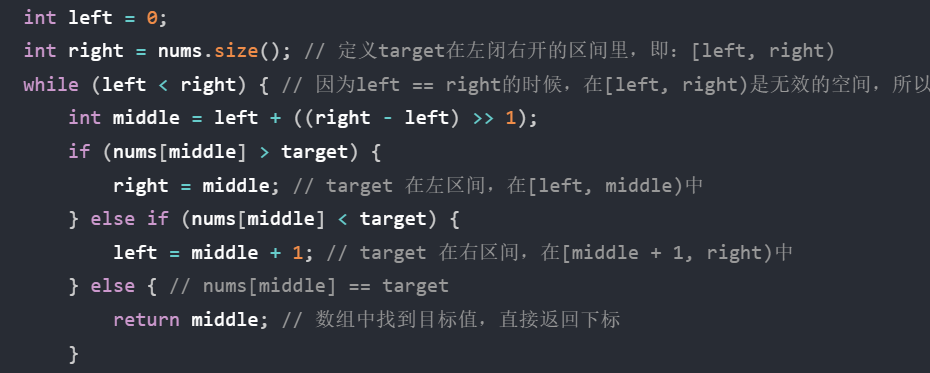 int left = 0;
int right = nums.size(); // 定义target在左闭右开的区间里，即：[left, right)
while (left < right) { // 因为left == right的时候，在[left, right)是无效的空间，所以
    int middle = left + ((right - left) >> 1);
    if (nums[middle] > target) {
        right = middle; // target 在左区间，在[left, middle)中
    } else if (nums[middle] < target) {
        left = middle + 1; // target 在右区间，在[middle + 1, right)中
    } else { // nums[middle] == target
        return middle; // 数组中找到目标值，直接返回下标
    }